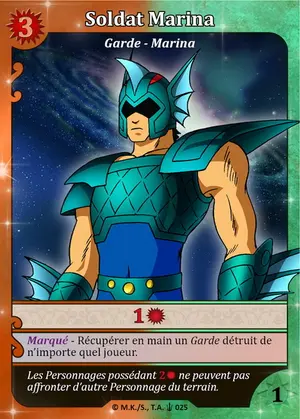 Soldat Marina
3
Garde - Marina
1
Marqué - Récupérer en main un Garde détruit de
n'importe quel joueur.
Les Personnages possédant 2 ne peuvent pas
affronter d'autre Personnage du terrain.
1
© M.K./S., T.A. 025